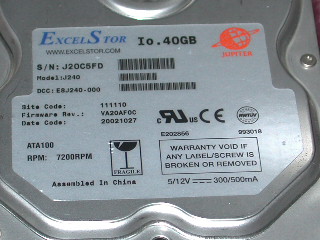 EXCELSTOR Io.40GB
EXCELSTOR.COM
JUPITER
S/N: J20C5FD
Model: J240
DCC: E8J240-000
Site Code: 111110
Firmware Rev.: VA20AF0C
Date Code: 20021027
E202866
993018
ATA100
RPM: 7200RPM
FRAGILE
WARRANTY VOID IF
ANY LABEL/SCREW IS
BROKEN OR REMOVED
Assembled In China
5/12V 300/500mA